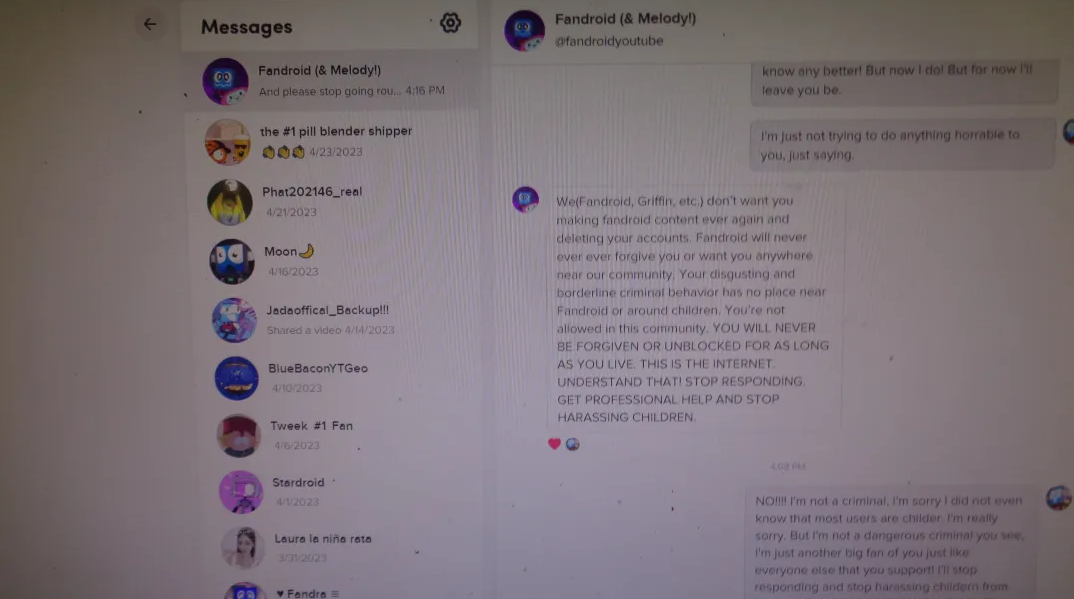 Messages
Fandroid (& Melody!)
And please stop going rou... 4:16 PM
the #1 pill blender shipper
👏👏👏 4/23/2023
Phat202146_real
4/21/2023
Moon🌙
4/16/2023
Jadaoffical_Backup!!!
Shared a video 4/14/2023
BlueBaconYTGeo
4/10/2023
Tweek #1 Fan
4/6/2023
Stardroid
4/1/2023
Laura la niña rata
3/31/2023
♥ Fandra
Fandroid (& Melody!)
@fandroidyoutube
know any better! But now I do! But for now I'll
leave you be.
I'm just not trying to do anything horrable to
you, just saying.
We(Fandroid, Griffin, etc.) don't want you
making fandroid content ever again and
deleting your accounts. Fandroid will never
ever ever forgive you or want you anywhere
near our community. Your disgusting and
borderline criminal behavior has no place near
Fandroid or around children. You're not
allowed in this community. YOU WILL NEVER
BE FORGIVEN OR UNBLOCKED FOR AS LONG
AS YOU LIVE. THIS IS THE INTERNET.
UNDERSTAND THAT! STOP RESPONDING.
GET PROFESSIONAL HELP AND STOP
HARASSING CHILDREN.
4:03 PM
NO!!!! I'm not a criminal, I'm sorry I did not even
know that most users are childer. I'm really
sorry. But I'm not a dangerous criminal you see,
I'm just another big fan of you just like
everyone else that you support! I'll stop
responding and stop harassing childern from